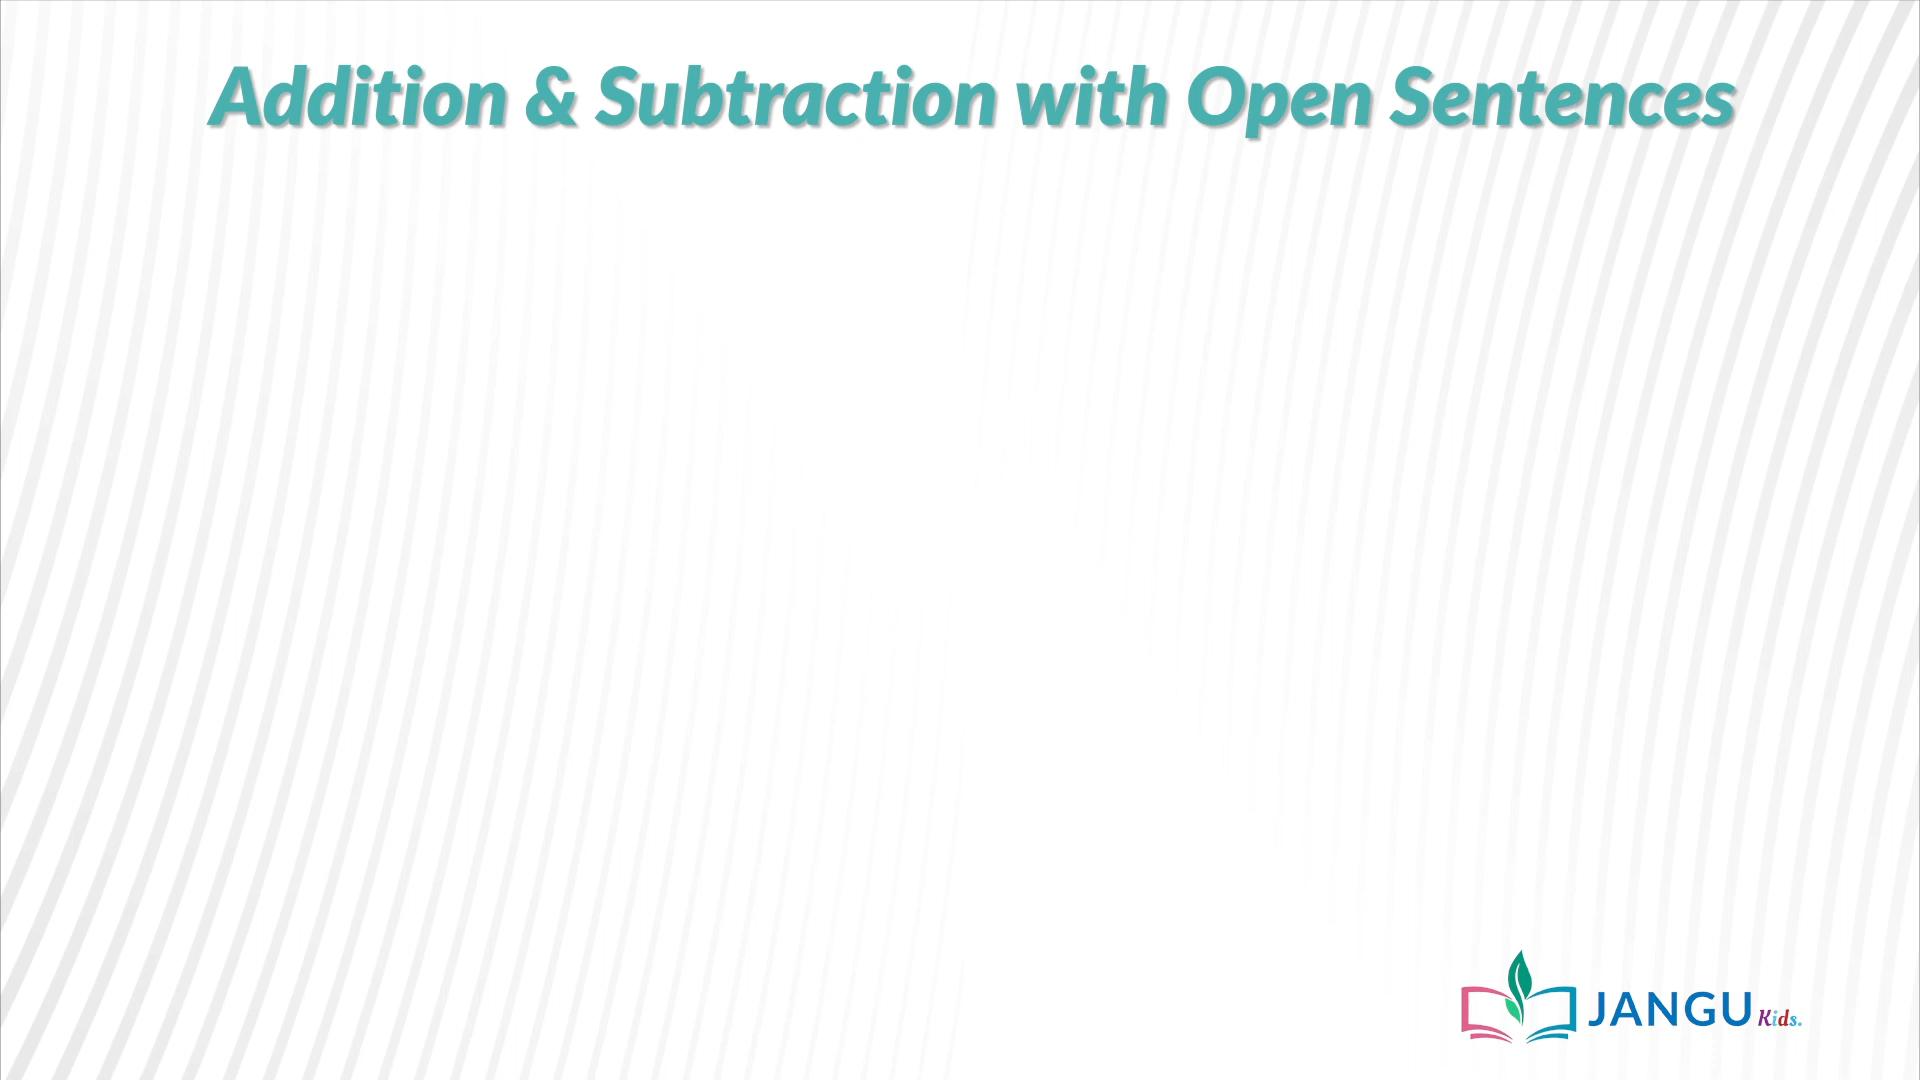 Addition & Subtraction with Open Sentences
JANGU Kids.